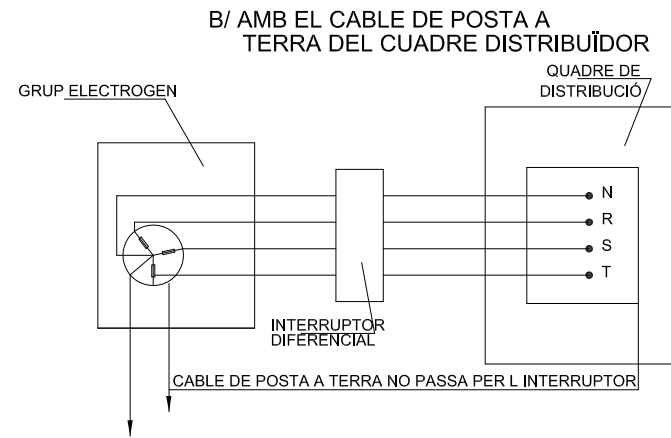 B/ AMB EL CABLE DE POSTA A
TERRA DEL CUADRE DISTRIBUÏDOR
GRUP ELECTROGEN
QUADRE DE
DISTRIBUCIÓ
N
R
S
T
INTERRUPTOR
DIFERENCIAL
CABLE DE POSTA A TERRA NO PASSA PER L INTERRUPTOR